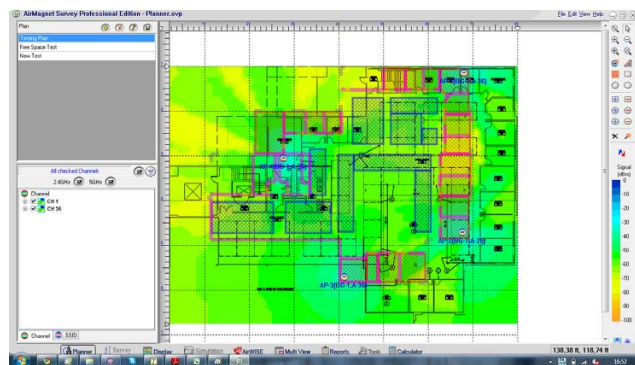 AirMagnet Survey Professional Edition - Planner.svp
File Edit View Help
Plan
Testing Plan
Free Space Test
New Test
All checked Channels
2.4GHz
5GHz
Channel
CH 1
CH 36
Channel
SSID
Signal
(dBm)
0
-10
-20
-30
-40
-50
-60
-70
-80
-90
-100
Planner
Survey
Display
Simulation
AirWISE
Multi View
Reports
Tools
Calculator
138.38 ft, 118.74 ft
16:52